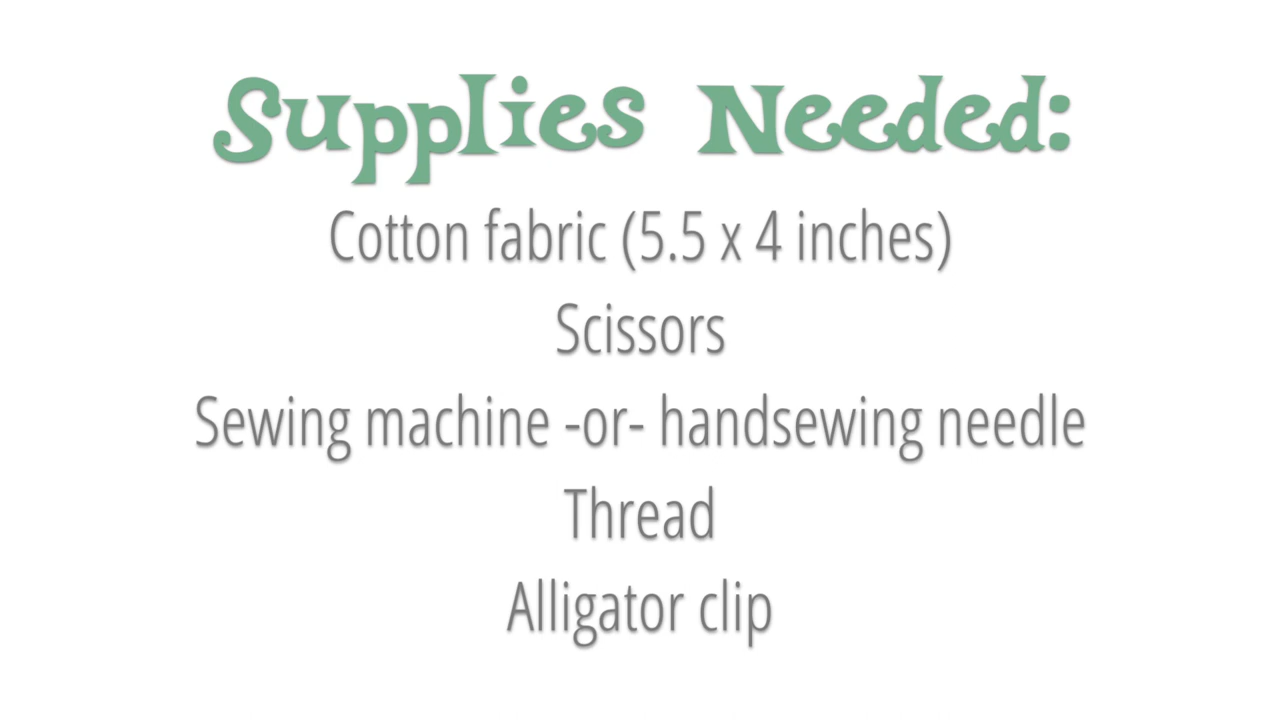 Supplies Needed:
Cotton fabric (5.5 x 4 inches)
Scissors
Sewing machine -or- handsewing needle
Thread
Alligator clip